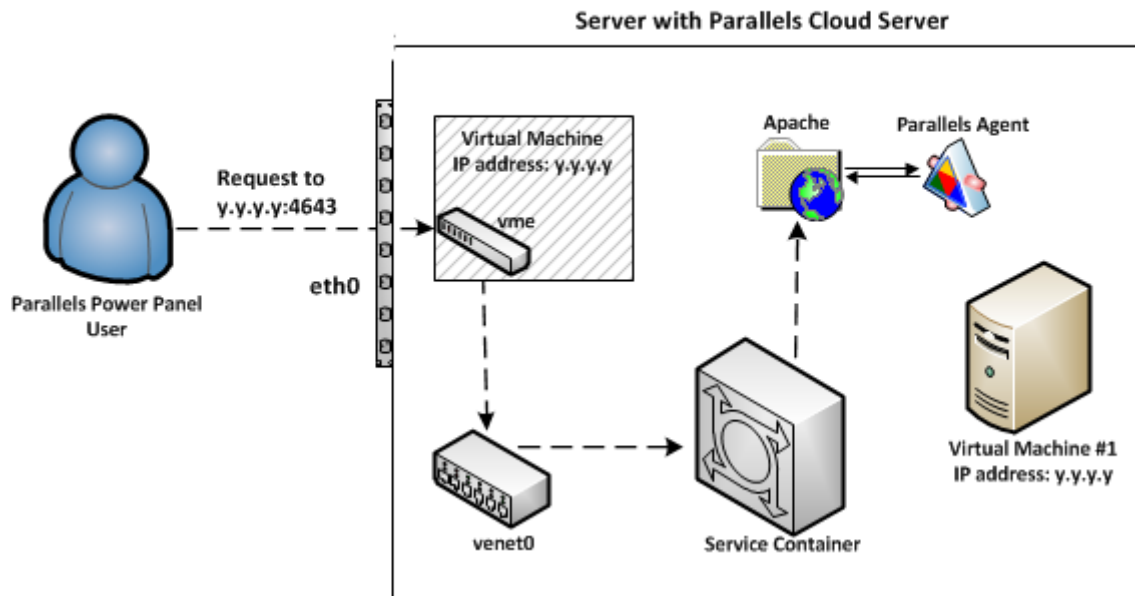 Server with Parallels Cloud Server
Virtual Machine
IP address: y.y.y.y
Apache
Parallels Agent
Request to
y.y.y.y:4643
vme
eth0
Parallels Power Panel
User
Virtual Machine #1
IP address: y.y.y.y
venet0
Service Container